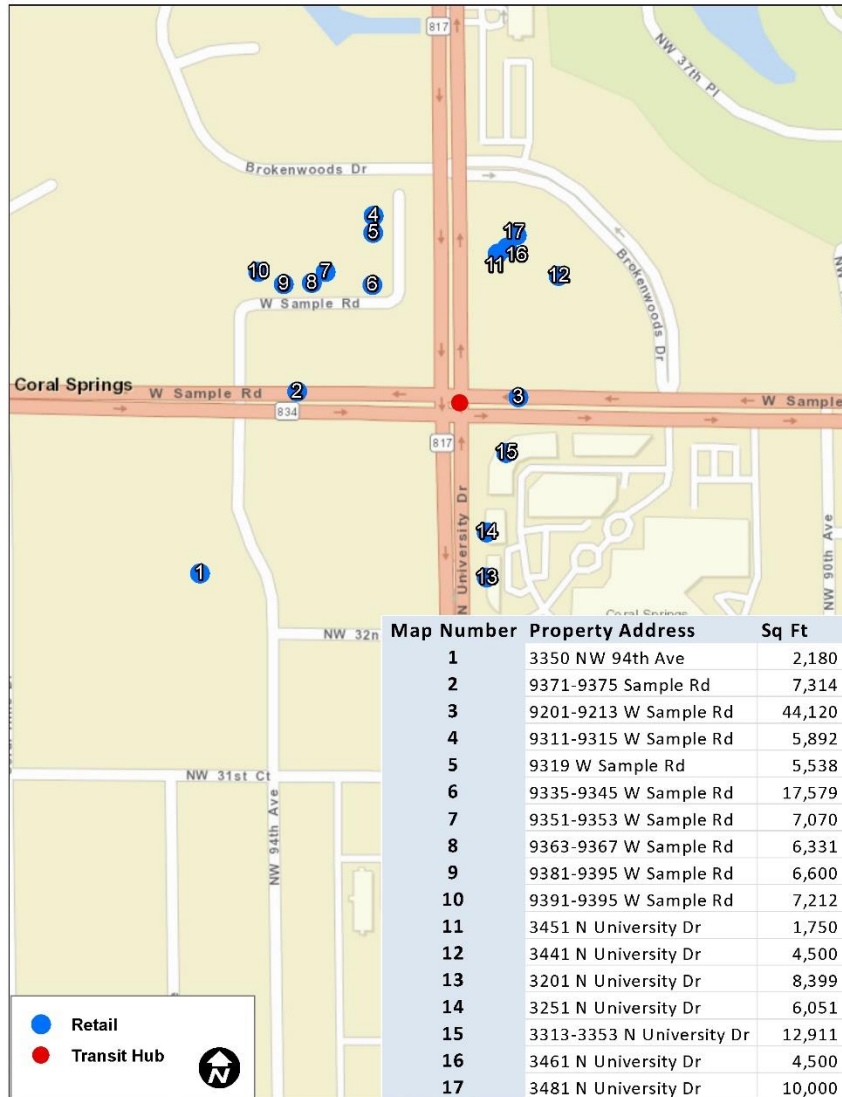 817
NW 37th Pl
Brokenwoods Dr
4
5
17
16
11
12
10
9
8
7
6
W Sample Rd
Brokenwoods Dr
Coral Springs
W Sample Rd
2
3
W Sample
834
817
15
14
13
N University Dr
NW 90th Ave
1
Coral Springs
NW 32n
NW 31st Ct
NW 94th Ave
Map Number Property Address Sq Ft
1 3350 NW 94th Ave 2,180
2 9371-9375 Sample Rd 7,314
3 9201-9213 W Sample Rd 44,120
4 9311-9315 W Sample Rd 5,892
5 9319 W Sample Rd 5,538
6 9335-9345 W Sample Rd 17,579
7 9351-9353 W Sample Rd 7,070
8 9363-9367 W Sample Rd 6,331
9 9381-9395 W Sample Rd 6,600
10 9391-9395 W Sample Rd 7,212
11 3451 N University Dr 1,750
12 3441 N University Dr 4,500
13 3201 N University Dr 8,399
14 3251 N University Dr 6,051
15 3313-3353 N University Dr 12,911
16 3461 N University Dr 4,500
17 3481 N University Dr 10,000
Retail
Transit Hub
N